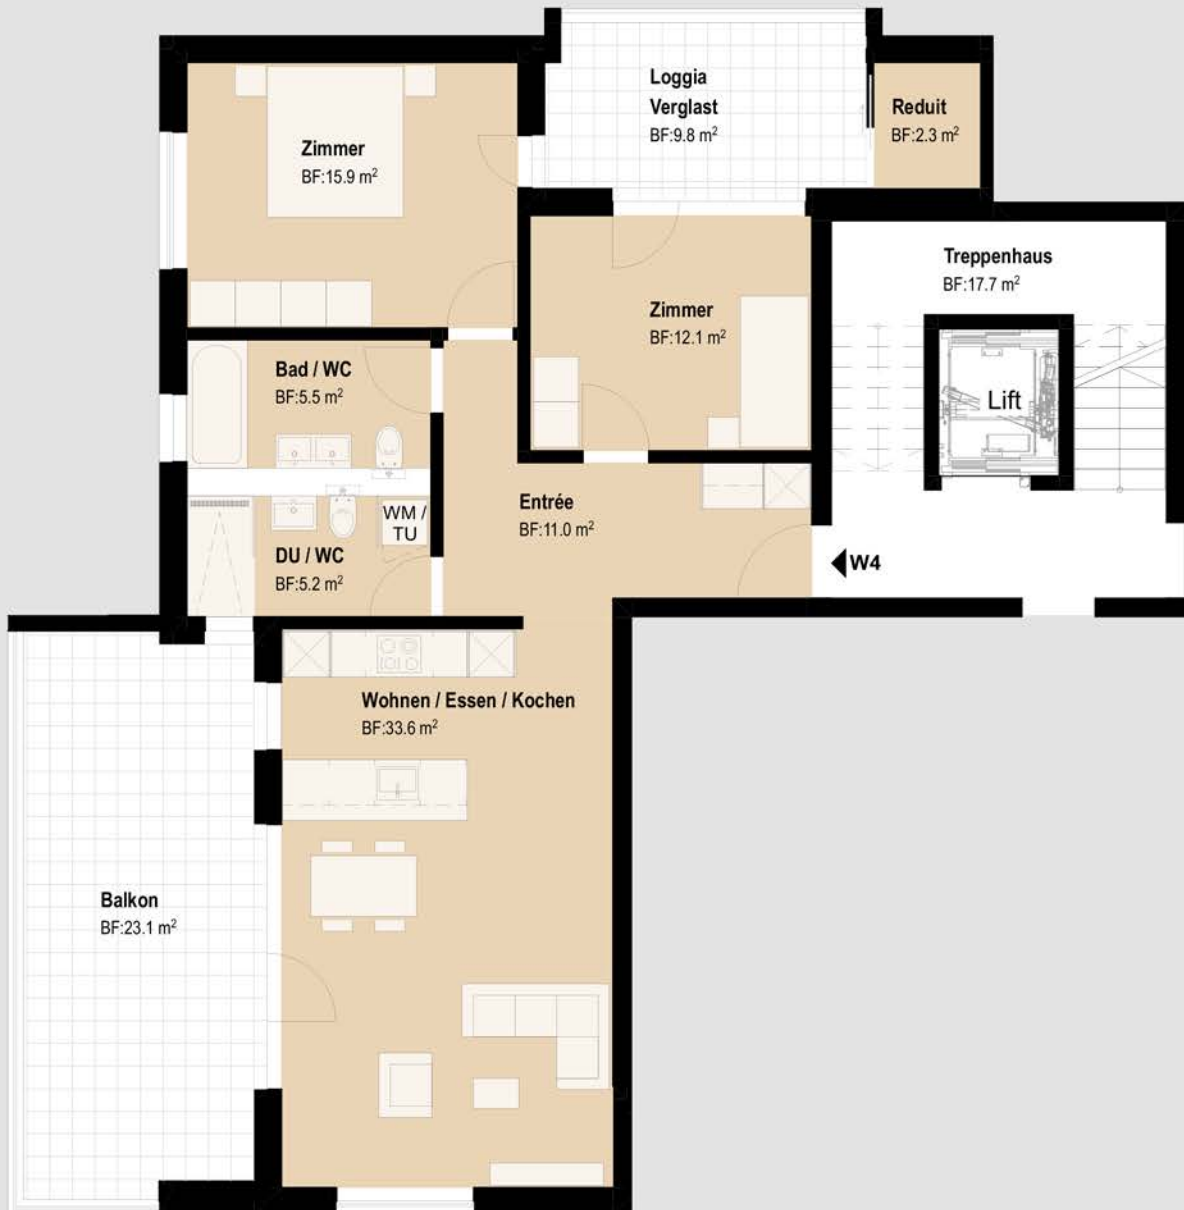 Loggia
Verglast
BF:9.8 m²
Reduit
BF:2.3 m²
Zimmer
BF:15.9 m²
Treppenhaus
BF:17.7 m²
Zimmer
BF:12.1 m²
Bad / WC
BF:5.5 m²
Lift
Entrée
BF:11.0 m²
WM /
TU
DU / WC
BF:5.2 m²
W4
Wohnen / Essen / Kochen
BF:33.6 m²
Balkon
BF:23.1 m²